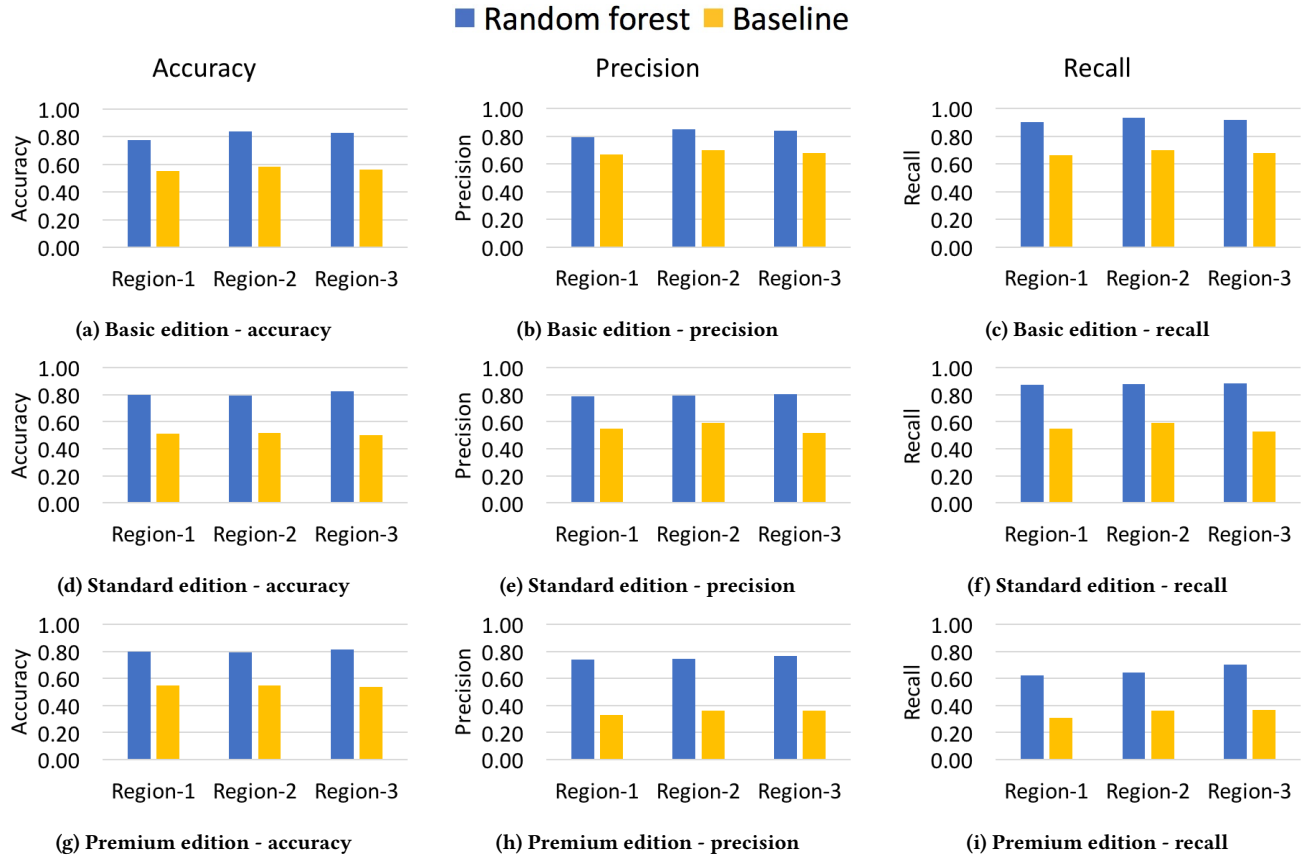 Random forest Baseline
Accuracy Precision Recall
1.00 1.00 1.00
0.80 0.80 0.80
0.60 0.60 0.60
0.40 0.40 0.40
0.20 0.20 0.20
0.00 0.00 0.00
Accuracy Precision Recall
Region-1 Region-2 Region-3 Region-1 Region-2 Region-3 Region-1 Region-2 Region-3
(a) Basic edition - accuracy (b) Basic edition - precision (c) Basic edition - recall
1.00 1.00 1.00
0.80 0.80 0.80
0.60 0.60 0.60
0.40 0.40 0.40
0.20 0.20 0.20
0.00 0.00 0.00
Accuracy Precision Recall
Region-1 Region-2 Region-3 Region-1 Region-2 Region-3 Region-1 Region-2 Region-3
(d) Standard edition - accuracy (e) Standard edition - precision (f) Standard edition - recall
1.00 1.00 1.00
0.80 0.80 0.80
0.60 0.60 0.60
0.40 0.40 0.40
0.20 0.20 0.20
0.00 0.00 0.00
Accuracy Precision Recall
Region-1 Region-2 Region-3 Region-1 Region-2 Region-3 Region-1 Region-2 Region-3
(g) Premium edition - accuracy (h) Premium edition - precision (i) Premium edition - recall